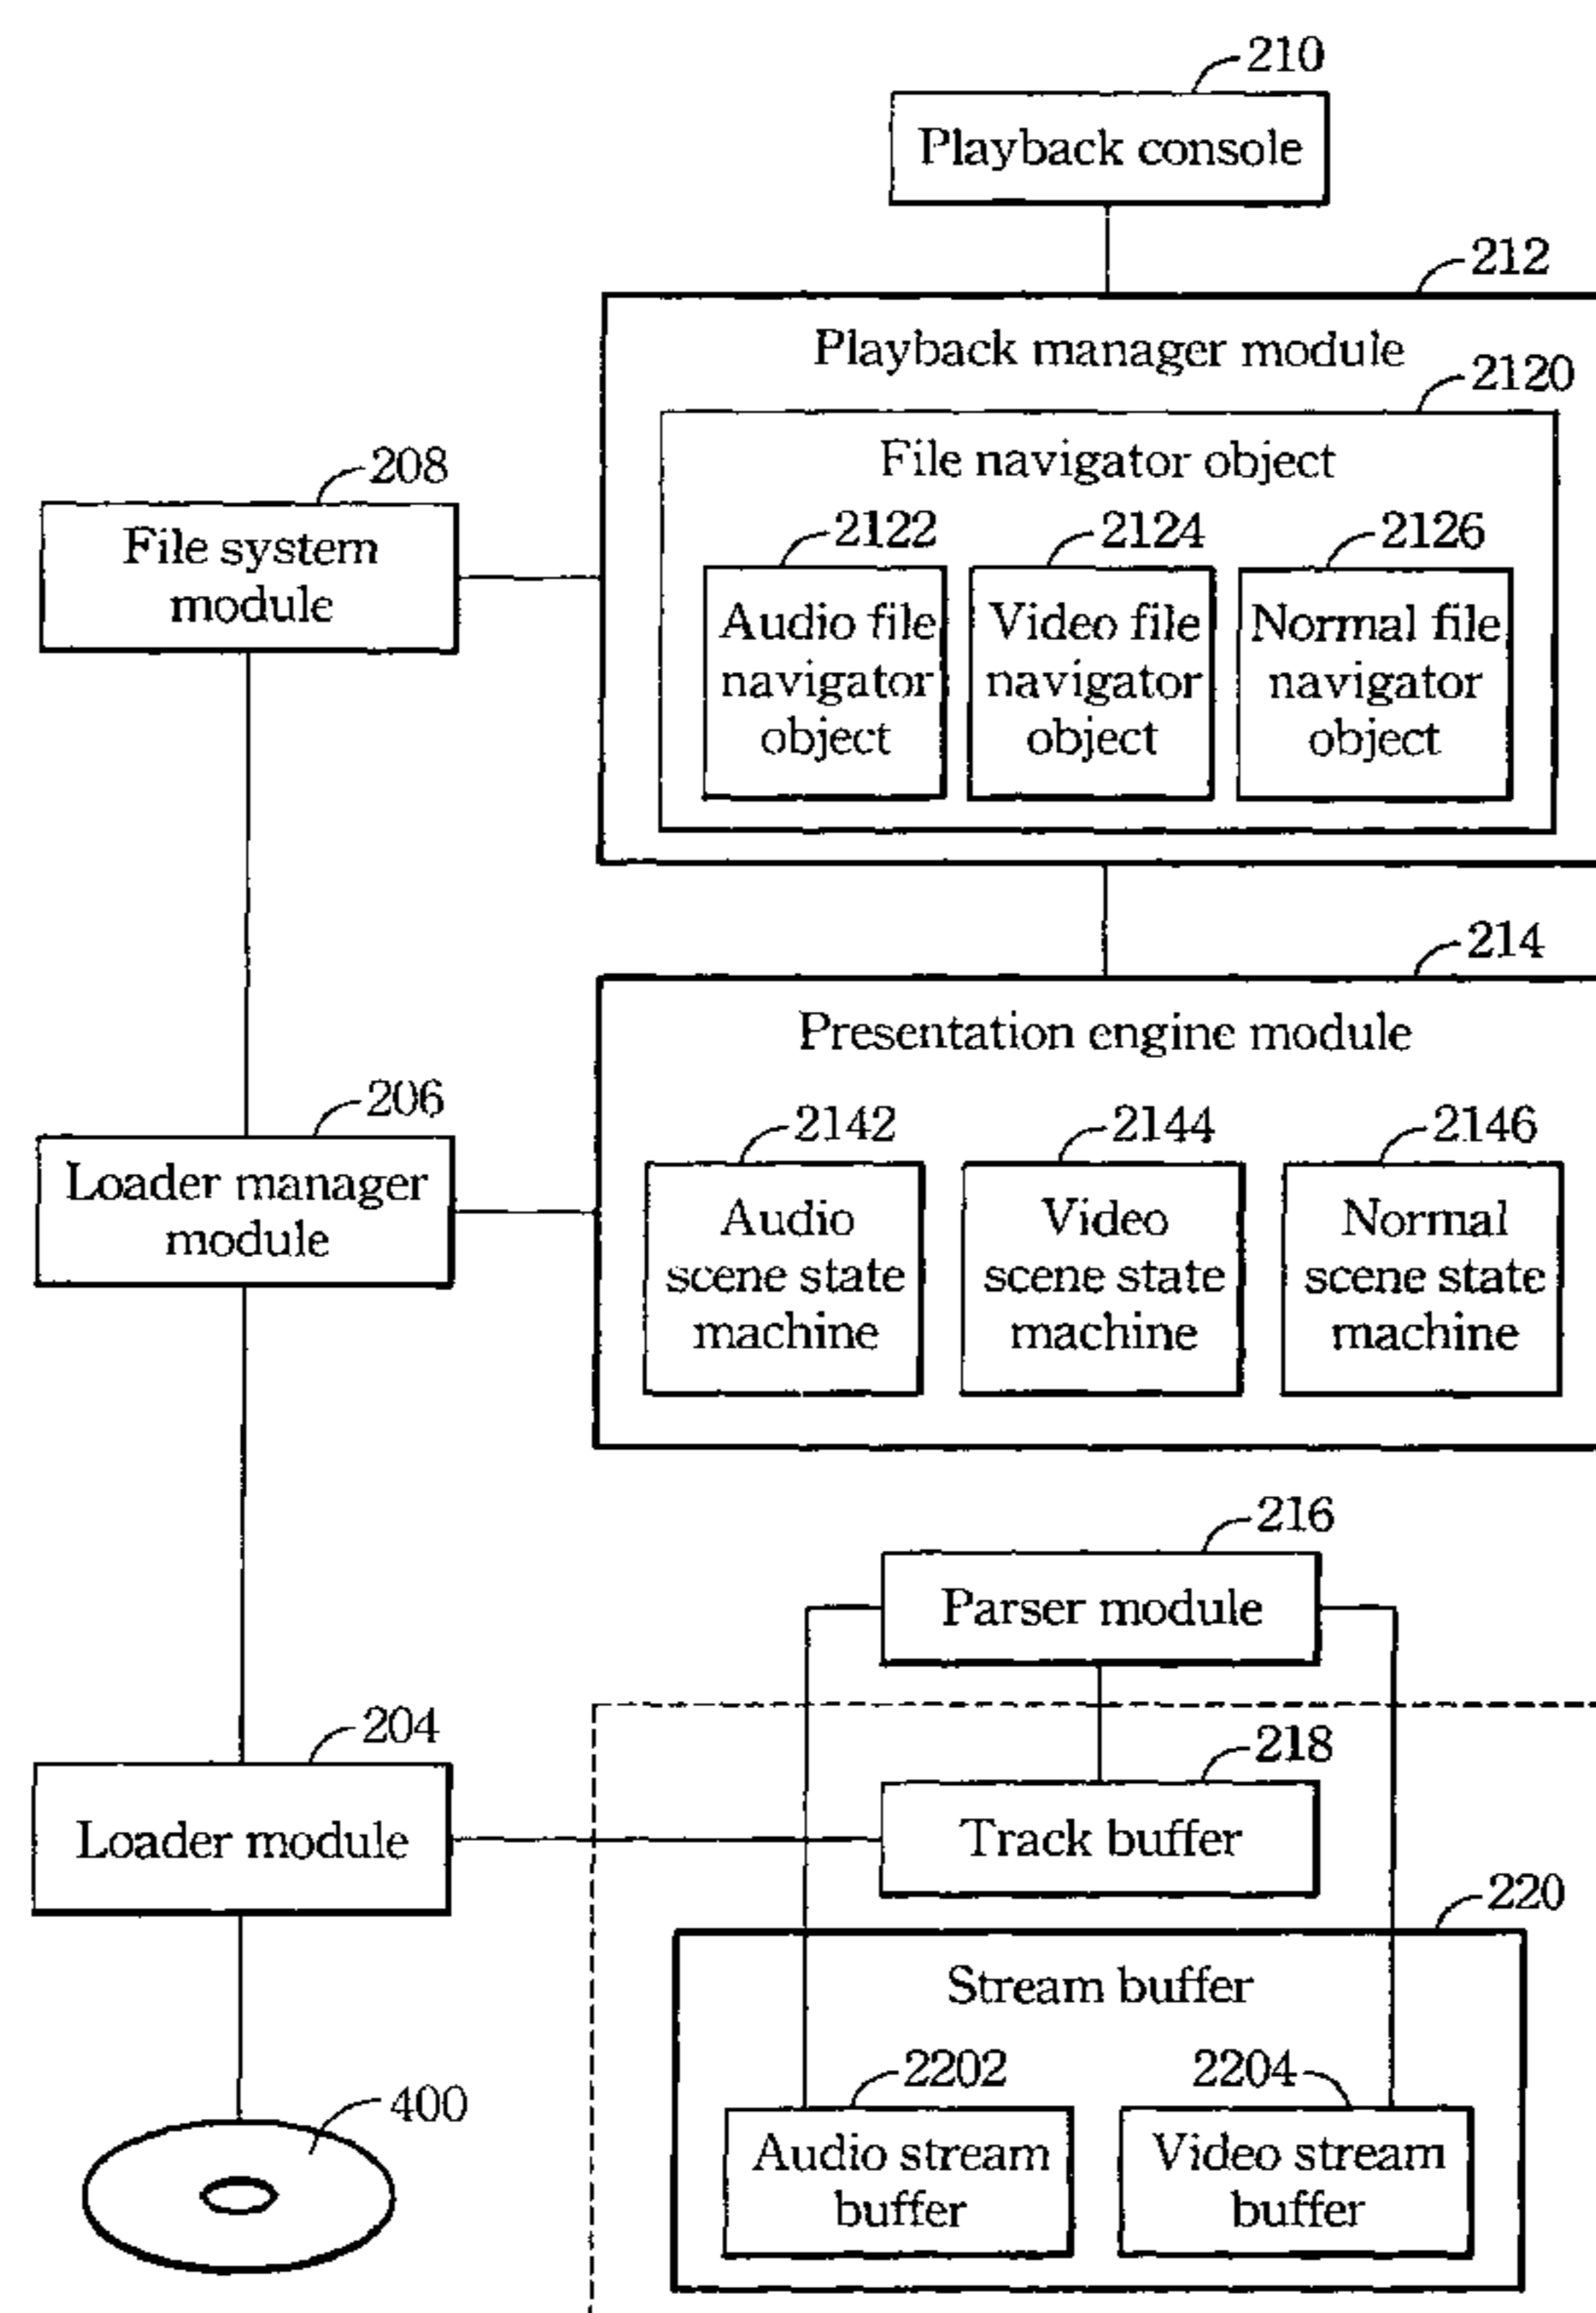 210
Playback console
212
Playback manager module
2120
File navigator object
208
File system
module
2122
2124
2126
Audio file
navigator
object
Video file
navigator
object
Normal file
navigator
object
214
Presentation engine module
206
Loader manager
module
2142
2144
2146
Audio
scene state
machine
Video
scene state
machine
Normal
scene state
machine
216
Parser module
204
Loader module
218
Track buffer
220
Stream buffer
2202
2204
Audio stream
buffer
Video stream
buffer
400